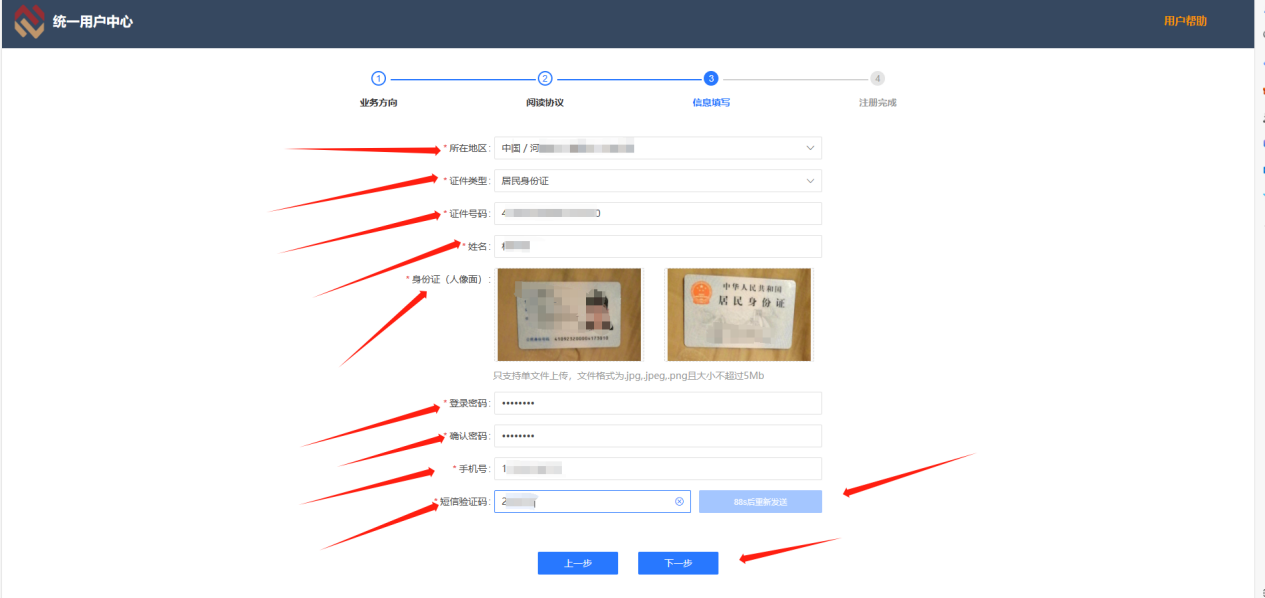 统一用户中心
用户帮助
1 2 3 4
业务方向 阅读协议 信息填写 注册完成
* 所在地区: 中国 / 河
* 证件类型: 居民身份证
* 证件号码: 4 0
* 姓名:
* 身份证（人像面）:
中华人民共和国
居民身份证
只支持单文件上传，文件格式为.jpg,.jpeg,.png且大小不超过5Mb
* 登录密码: ••••••••
* 确认密码: ••••••••
* 手机号: 1
* 短信验证码: 2
88s后重新发送
上一步 下一步